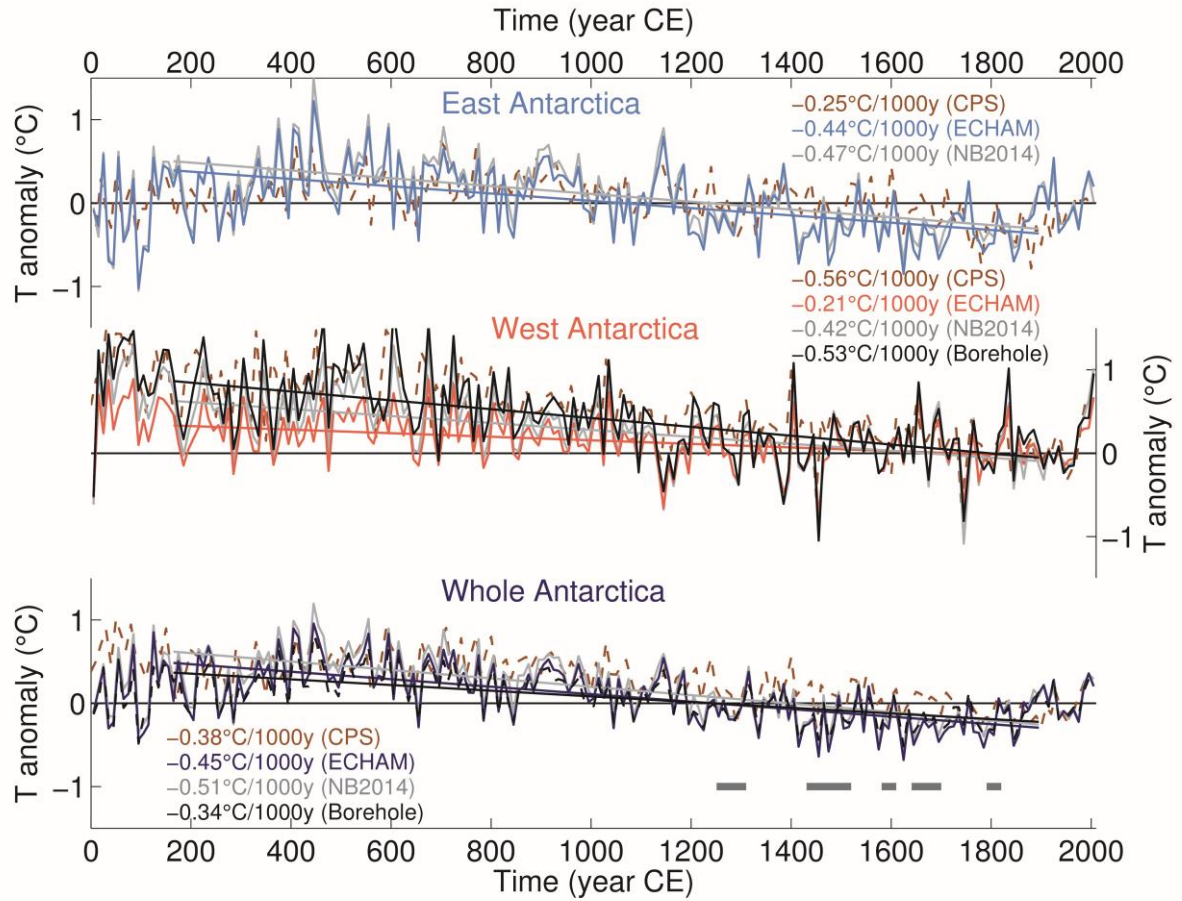 Time (year CE)
0 200 400 600 800 1000 1200 1400 1600 1800 2000
East Antarctica
−0.25°C/1000y (CPS)
−0.44°C/1000y (ECHAM)
−0.47°C/1000y (NB2014)
T anomaly (°C)
1
0
−1
West Antarctica
−0.56°C/1000y (CPS)
−0.21°C/1000y (ECHAM)
−0.42°C/1000y (NB2014)
−0.53°C/1000y (Borehole)
1
0
−1
T anomaly (°C)
Whole Antarctica
T anomaly (°C)
1
0
−1
−0.38°C/1000y (CPS)
−0.45°C/1000y (ECHAM)
−0.51°C/1000y (NB2014)
−0.34°C/1000y (Borehole)
0 200 400 600 800 1000 1200 1400 1600 1800 2000
Time (year CE)